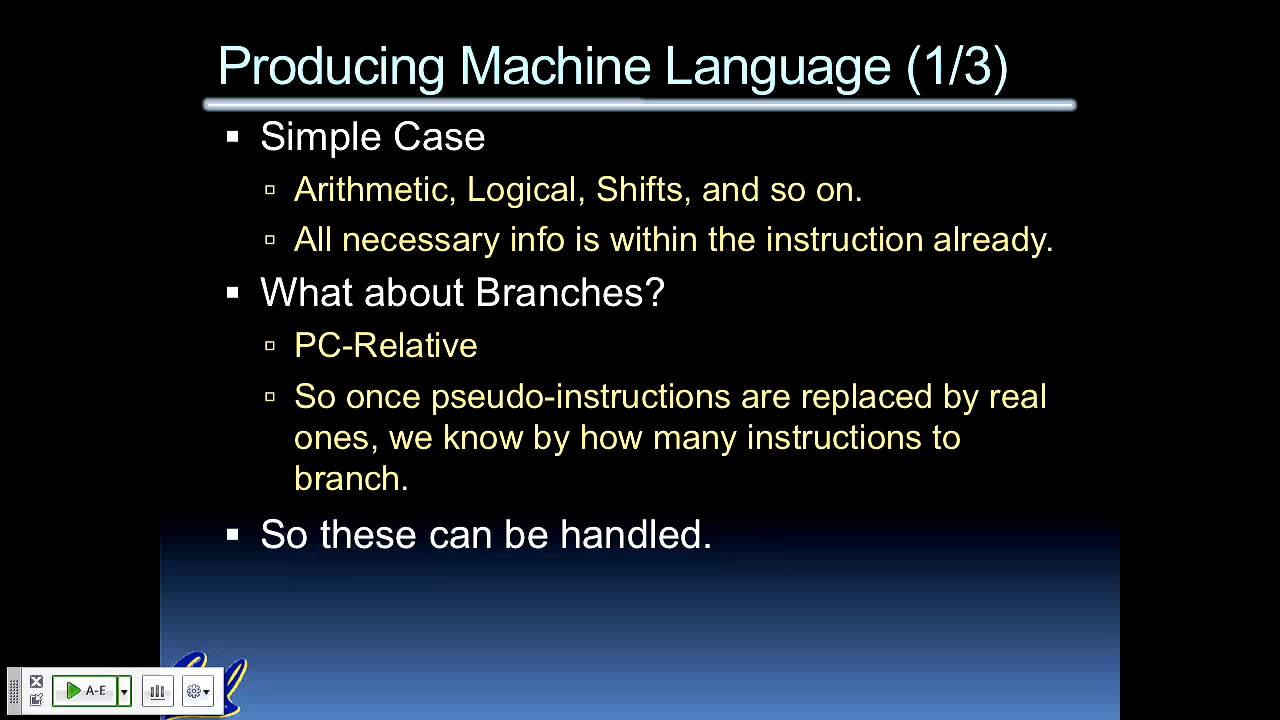 Producing Machine Language (1/3)
Simple Case
Arithmetic, Logical, Shifts, and so on.
All necessary info is within the instruction already.
What about Branches?
PC-Relative
So once pseudo-instructions are replaced by real
ones, we know by how many instructions to
branch.
So these can be handled.
A-E